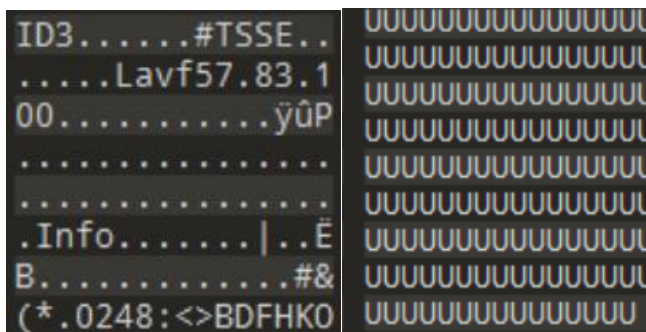 ID3......#TSSE..
.....Lavf57.83.1
00...........ÿûP
................
................
.Info.......|..Ë
B.............#&
(*.0248:<>BDFHKO
UUUUUUUUUUUUUUUU
UUUUUUUUUUUUUUUU
UUUUUUUUUUUUUUUU
UUUUUUUUUUUUUUUU
UUUUUUUUUUUUUUUU
UUUUUUUUUUUUUUUU
UUUUUUUUUUUUUUUU
UUUUUUUUUUUUUUUU
UUUUUUUUUUUUUUU